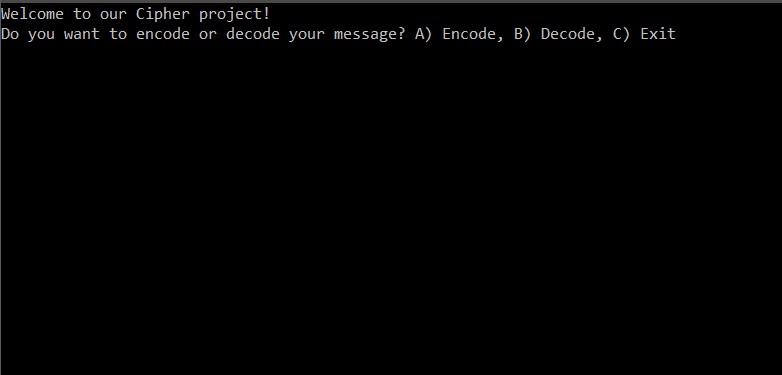 Welcome to our Cipher project!
Do you want to encode or decode your message? A) Encode, B) Decode, C) Exit